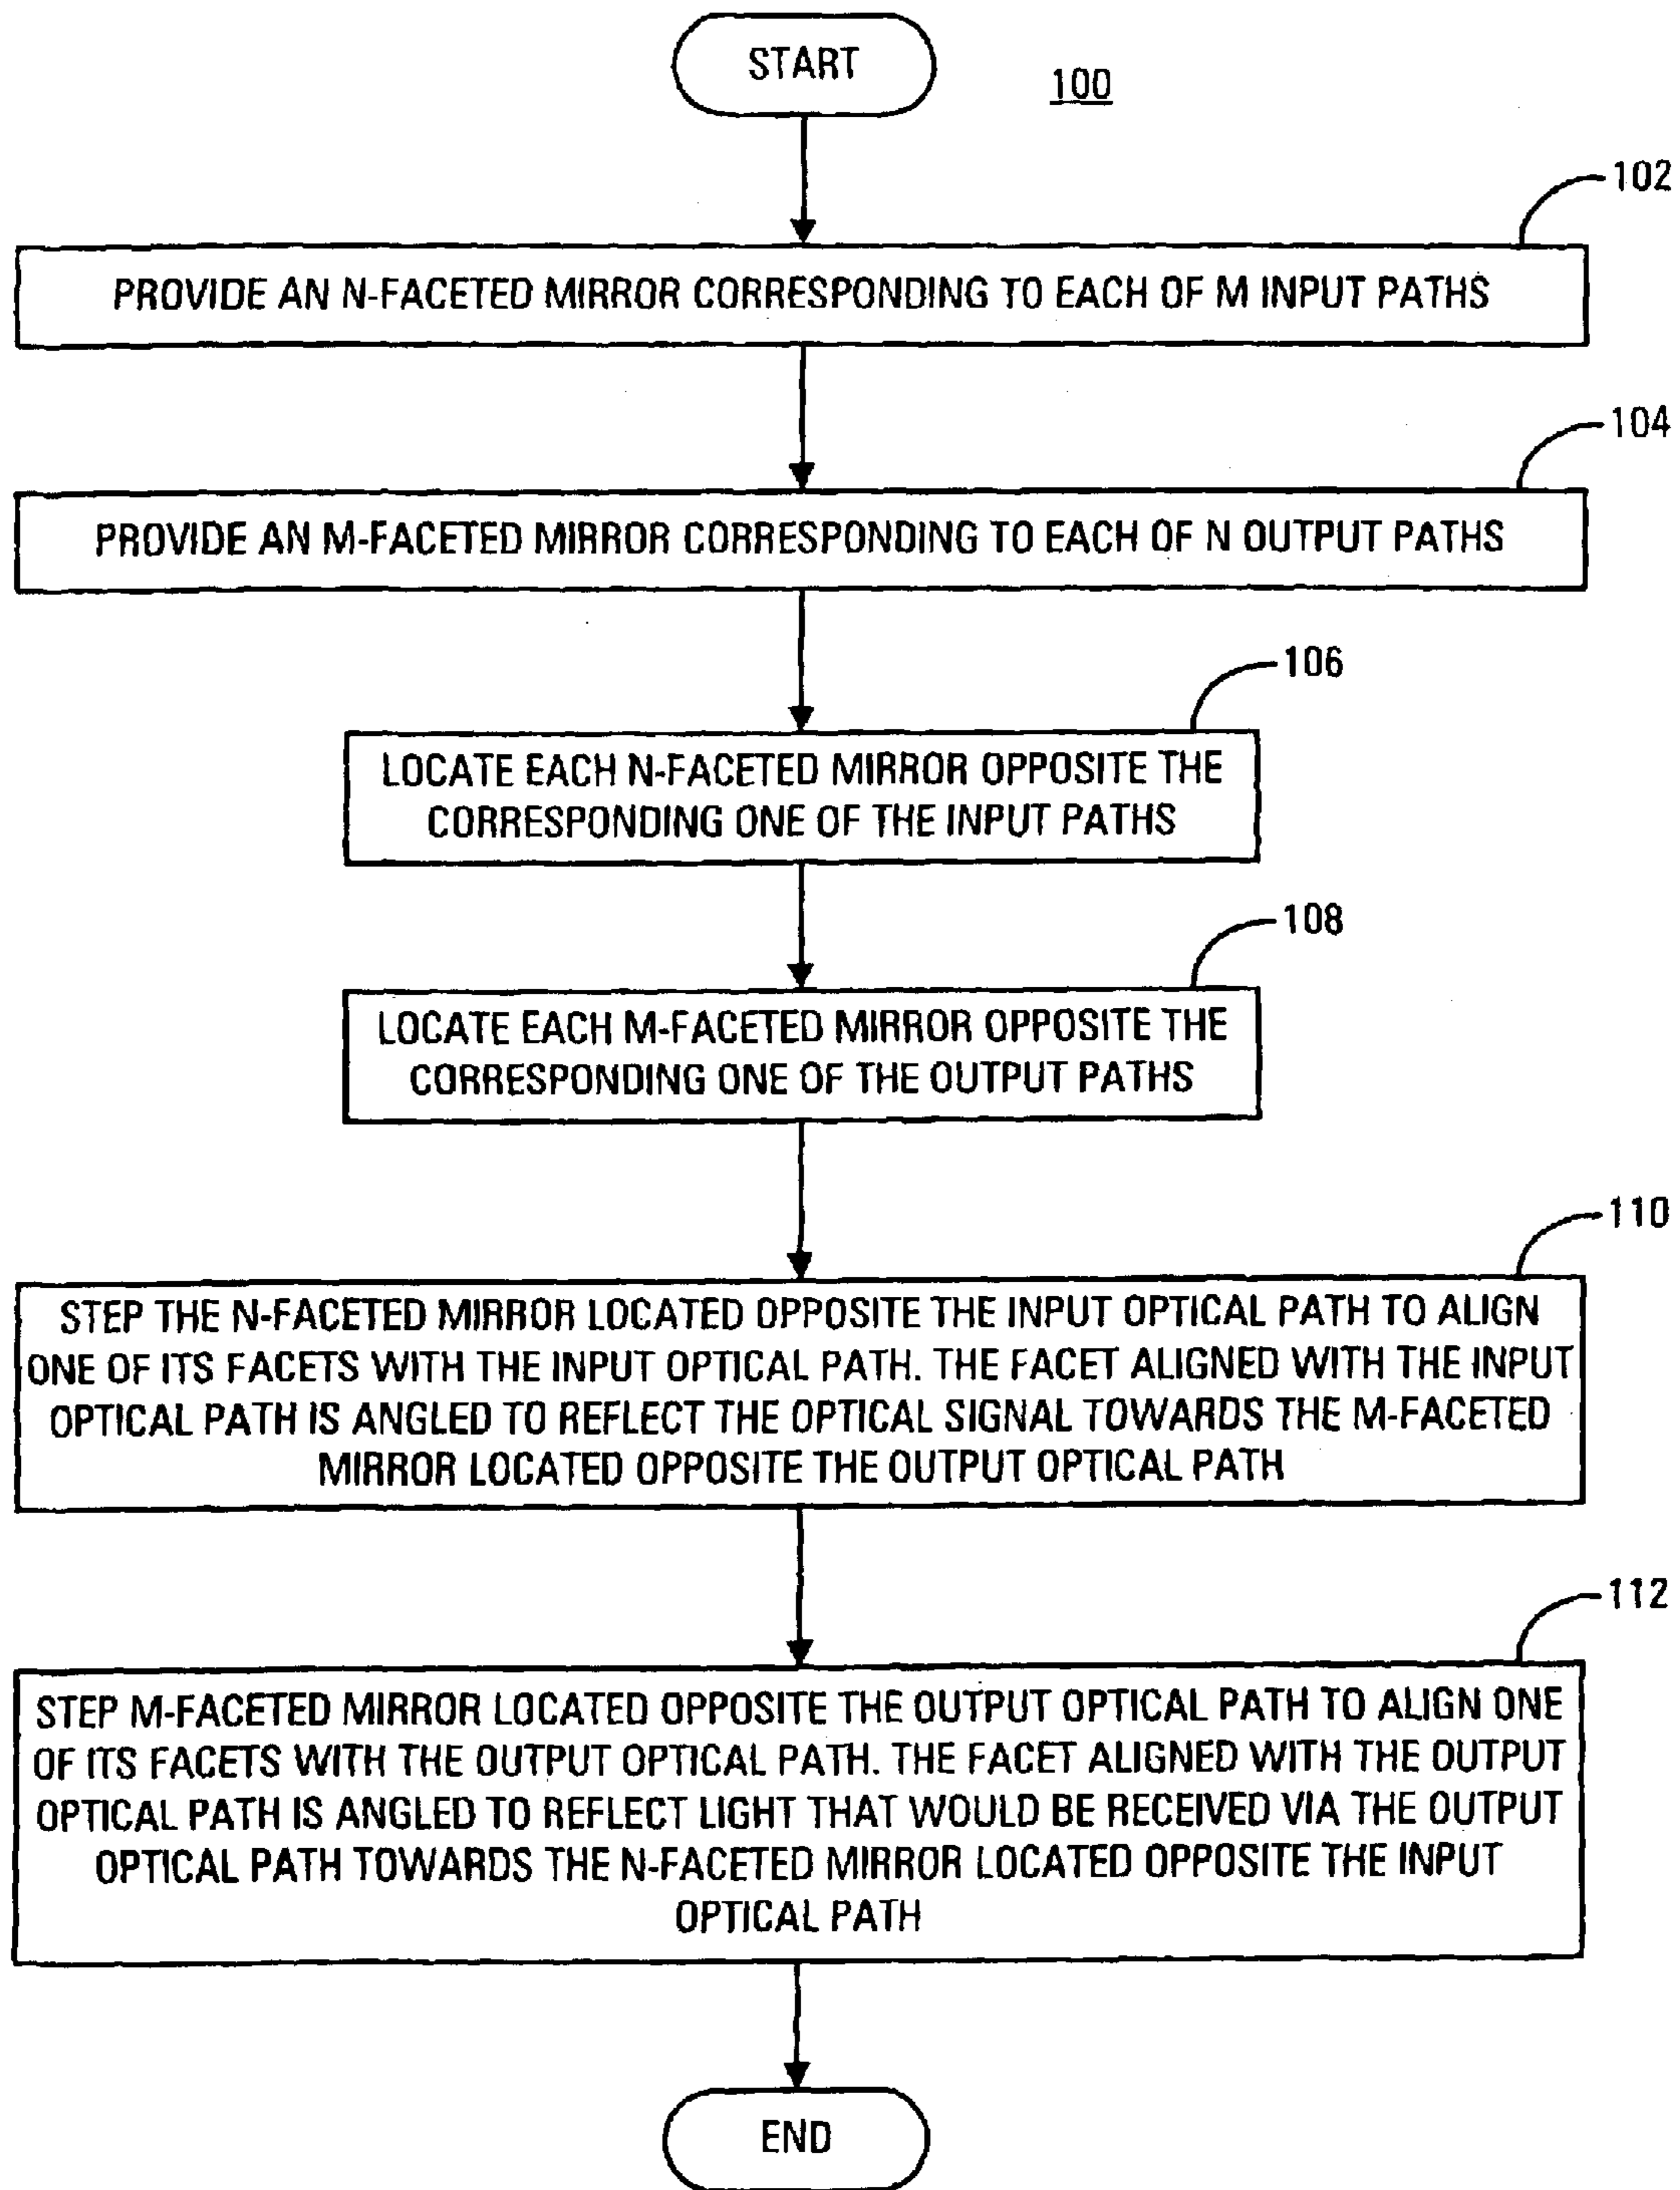 START
100
102
PROVIDE AN N-FACETED MIRROR CORRESPONDING TO EACH OF M INPUT PATHS
104
PROVIDE AN M-FACETED MIRROR CORRESPONDING TO EACH OF N OUTPUT PATHS
106
LOCATE EACH N-FACETED MIRROR OPPOSITE THE
CORRESPONDING ONE OF THE INPUT PATHS
108
LOCATE EACH M-FACETED MIRROR OPPOSITE THE
CORRESPONDING ONE OF THE OUTPUT PATHS
110
STEP THE N-FACETED MIRROR LOCATED OPPOSITE THE INPUT OPTICAL PATH TO ALIGN
ONE OF ITS FACETS WITH THE INPUT OPTICAL PATH. THE FACET ALIGNED WITH THE INPUT
OPTICAL PATH IS ANGLED TO REFLECT THE OPTICAL SIGNAL TOWARDS THE M-FACETED
MIRROR LOCATED OPPOSITE THE OUTPUT OPTICAL PATH
112
STEP M-FACETED MIRROR LOCATED OPPOSITE THE OUTPUT OPTICAL PATH TO ALIGN ONE
OF ITS FACETS WITH THE OUTPUT OPTICAL PATH. THE FACET ALIGNED WITH THE OUTPUT
OPTICAL PATH IS ANGLED TO REFLECT LIGHT THAT WOULD BE RECEIVED VIA THE OUTPUT
OPTICAL PATH TOWARDS THE N-FACETED MIRROR LOCATED OPPOSITE THE INPUT
OPTICAL PATH
END